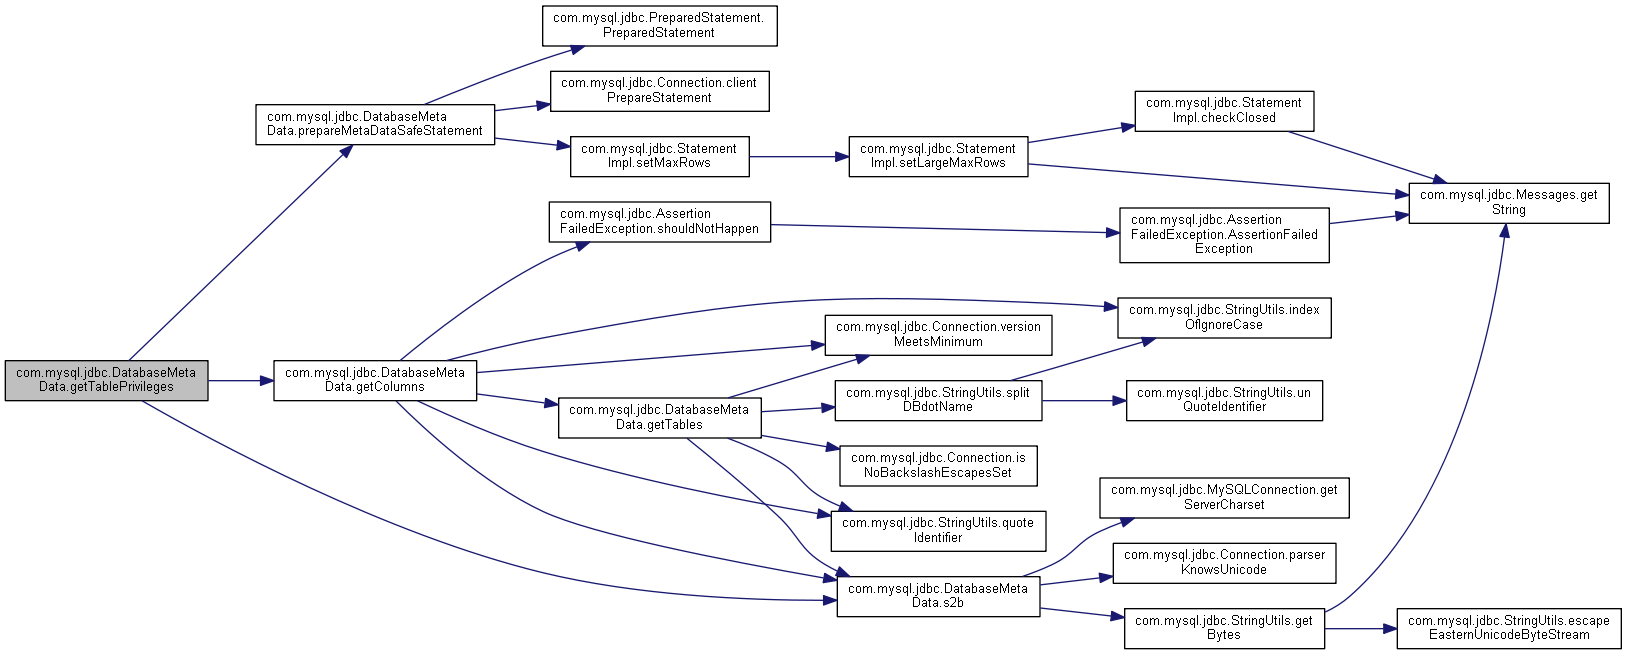 com.mysql.jdbc.PreparedStatement.
PreparedStatement
com.mysql.jdbc.Connection.client
PrepareStatement
com.mysql.jdbc.DatabaseMeta
Data.prepareMetaDataSafeStatement
com.mysql.jdbc.Statement
Impl.setMaxRows
com.mysql.jdbc.Statement
Impl.setLargeMaxRows
com.mysql.jdbc.Statement
Impl.checkClosed
com.mysql.jdbc.Messages.get
String
com.mysql.jdbc.Assertion
FailedException.shouldNotHappen
com.mysql.jdbc.Assertion
FailedException.AssertionFailed
Exception
com.mysql.jdbc.StringUtils.index
OfIgnoreCase
com.mysql.jdbc.Connection.version
MeetsMinimum
com.mysql.jdbc.DatabaseMeta
Data.getTablePrivileges
com.mysql.jdbc.DatabaseMeta
Data.getColumns
com.mysql.jdbc.DatabaseMeta
Data.getTables
com.mysql.jdbc.StringUtils.split
DBdotName
com.mysql.jdbc.StringUtils.un
QuoteIdentifier
com.mysql.jdbc.Connection.is
NoBackslashEscapesSet
com.mysql.jdbc.MySQLConnection.get
ServerCharset
com.mysql.jdbc.StringUtils.quote
Identifier
com.mysql.jdbc.Connection.parser
KnowsUnicode
com.mysql.jdbc.DatabaseMeta
Data.s2b
com.mysql.jdbc.StringUtils.get
Bytes
com.mysql.jdbc.StringUtils.escape
EasternUnicodeByteStream